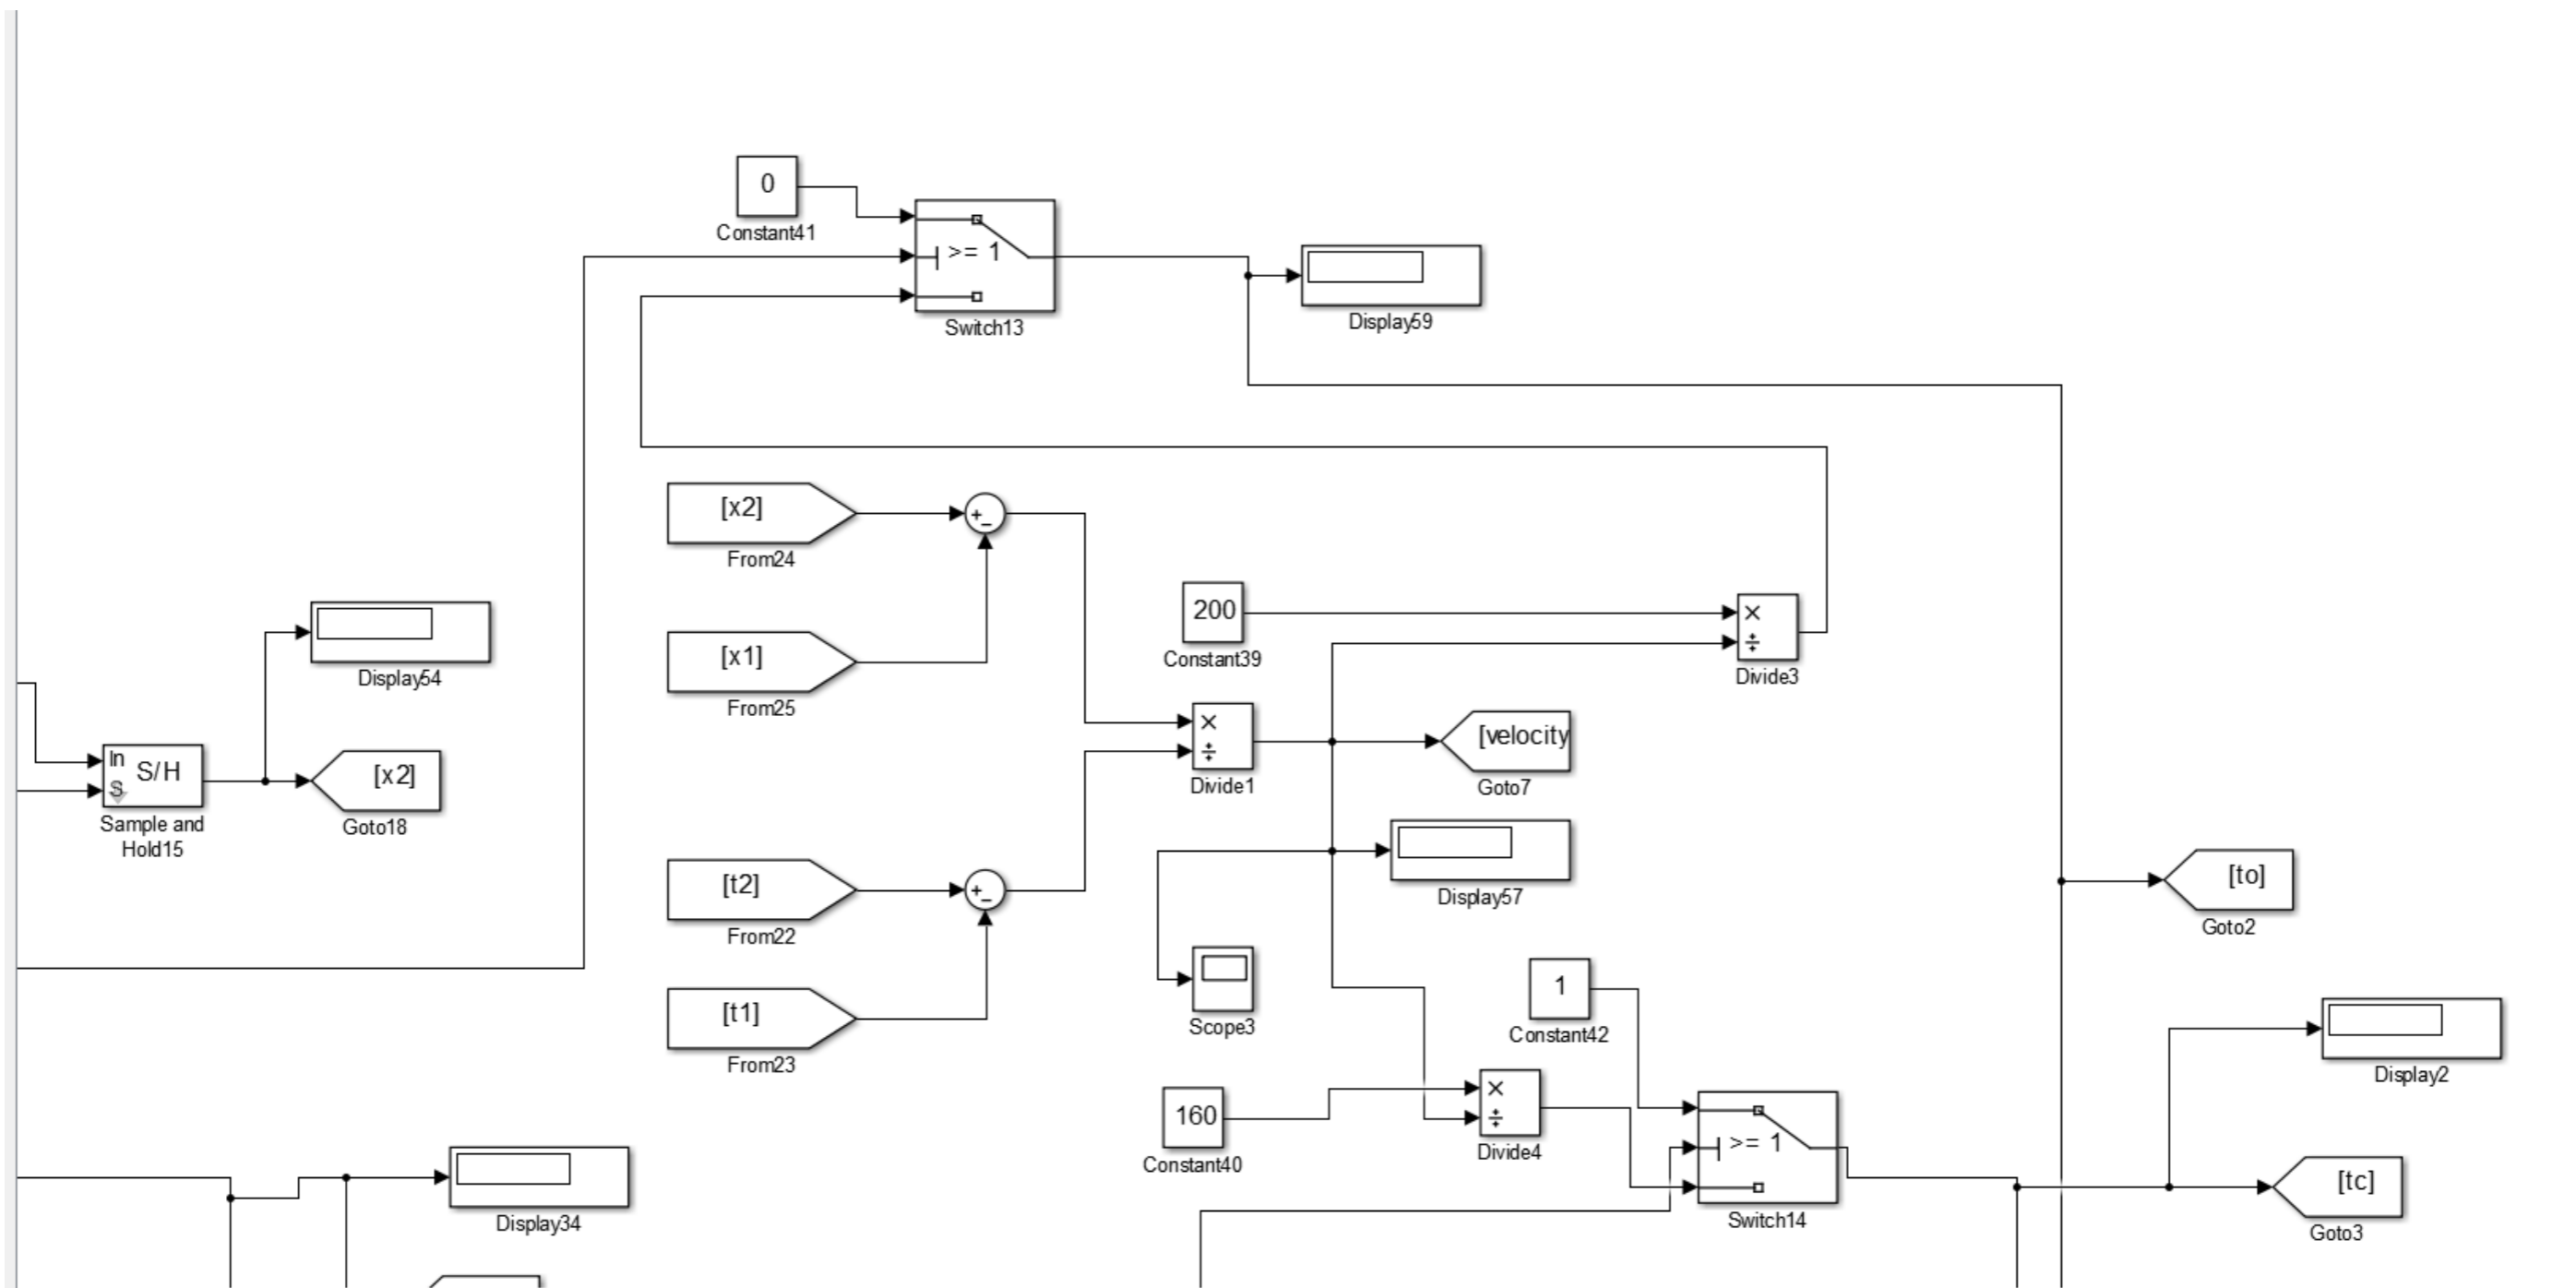 0
Constant41
>= 1
Switch13
Display59
[x2]
From24
[x1]
From25
200
Constant39
×
÷
Divide3
Display54
In
S/H
S
Sample and
Hold15
[x2]
Goto18
×
÷
Divide1
[velocity
Goto7
Display57
[t2]
From22
[to]
Goto2
[t1]
From23
Scope3
1
Constant42
Display2
160
Constant40
×
÷
Divide4
>= 1
Switch14
[tc]
Goto3
Display34